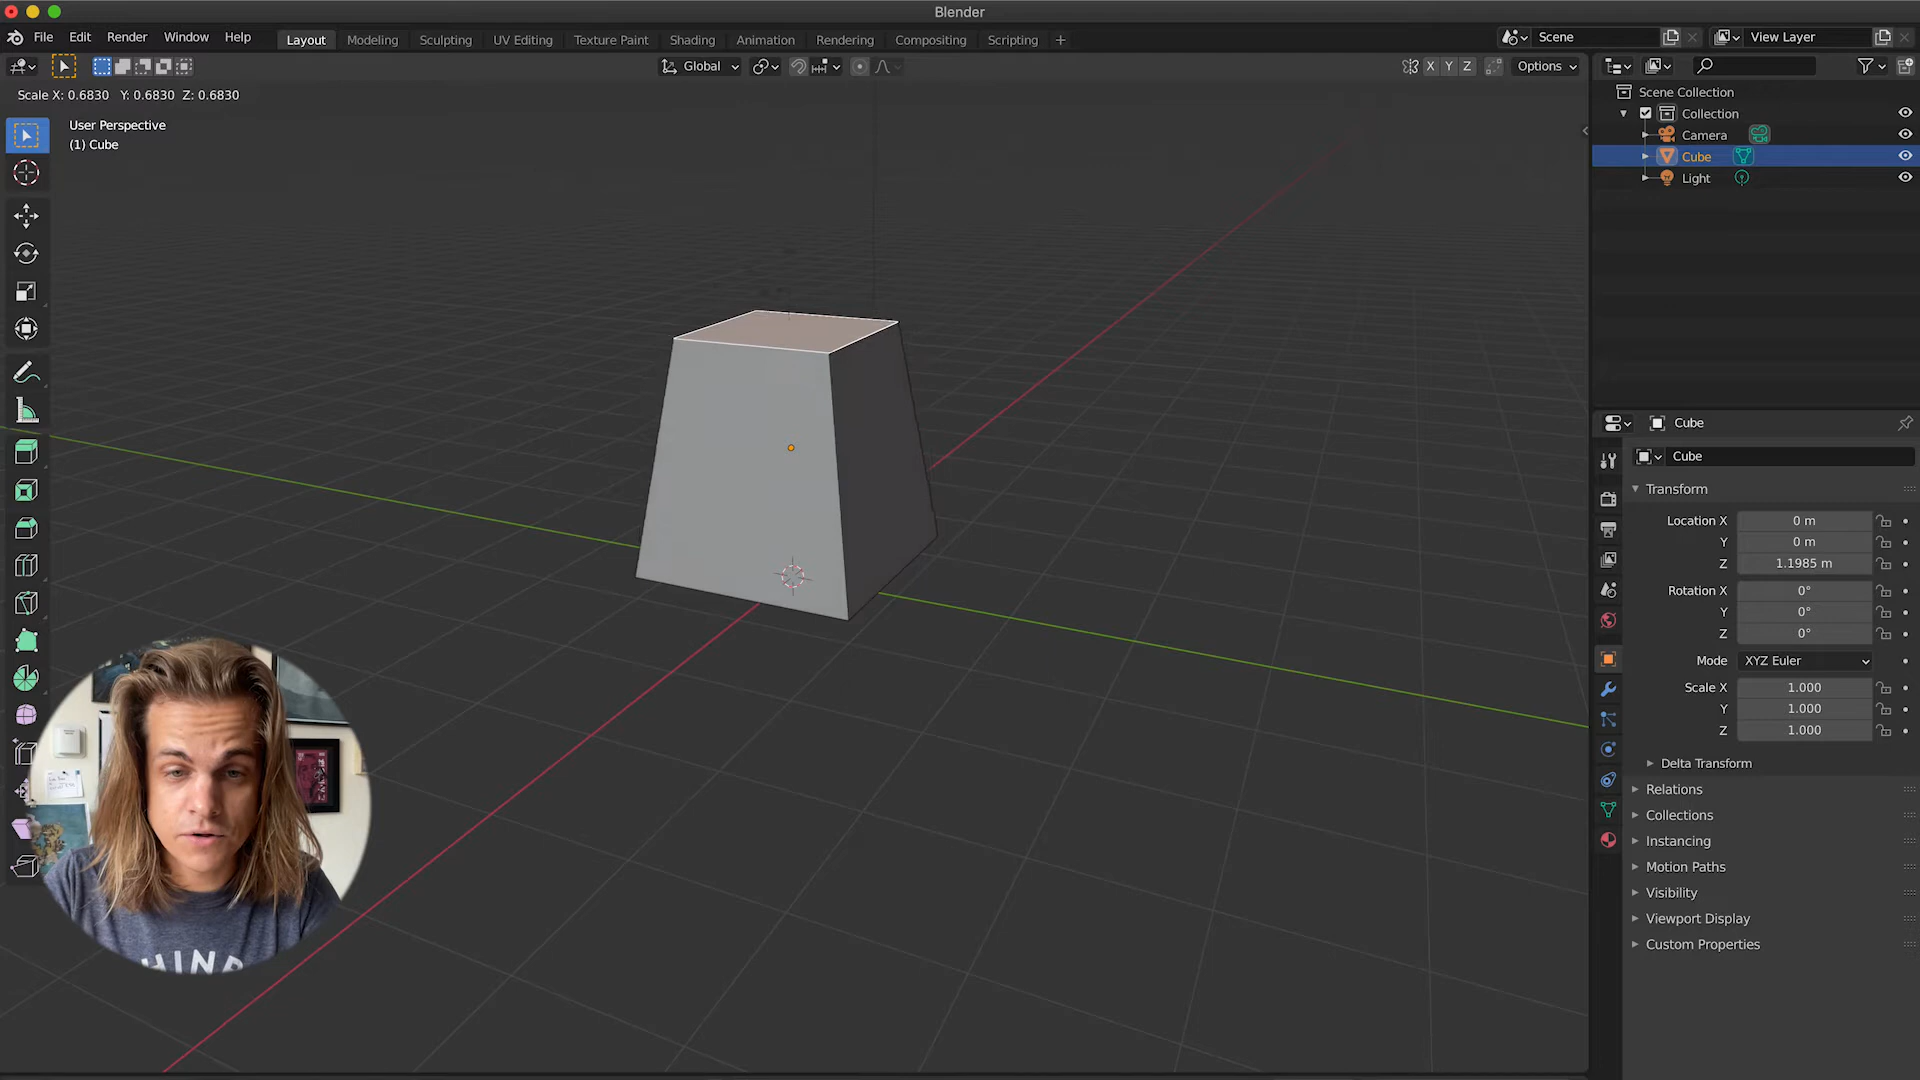 Blender
File Edit Render Window Help Layout Modeling Sculpting UV Editing Texture Paint Shading Animation Rendering Compositing Scripting + Scene View Layer
Global X Y Z Options
Scale X: 0.6830 Y: 0.6830 Z: 0.6830
User Perspective
(1) Cube
Scene Collection
Collection
Camera
Cube
Light
Cube
Cube
Transform
Location X 0 m
Y 0 m
Z 1.1985 m
Rotation X 0°
Y 0°
Z 0°
Mode XYZ Euler
Scale X 1.000
Y 1.000
Z 1.000
Delta Transform
Relations
Collections
Instancing
Motion Paths
Visibility
Viewport Display
Custom Properties